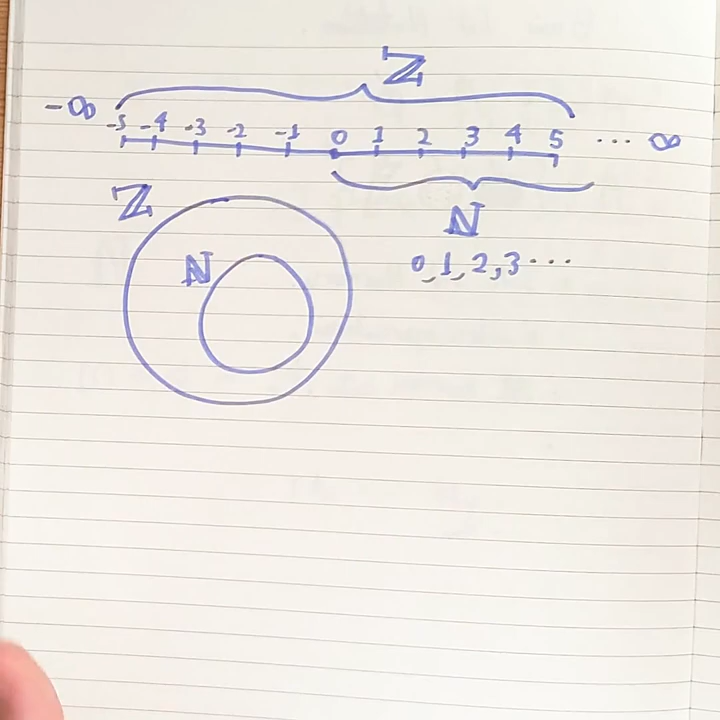 ℤ
-∞ -5 -4 -3 -2 -1 0 1 2 3 4 5 ... ∞
ℤ
ℕ
ℕ
0, 1, 2, 3 ...